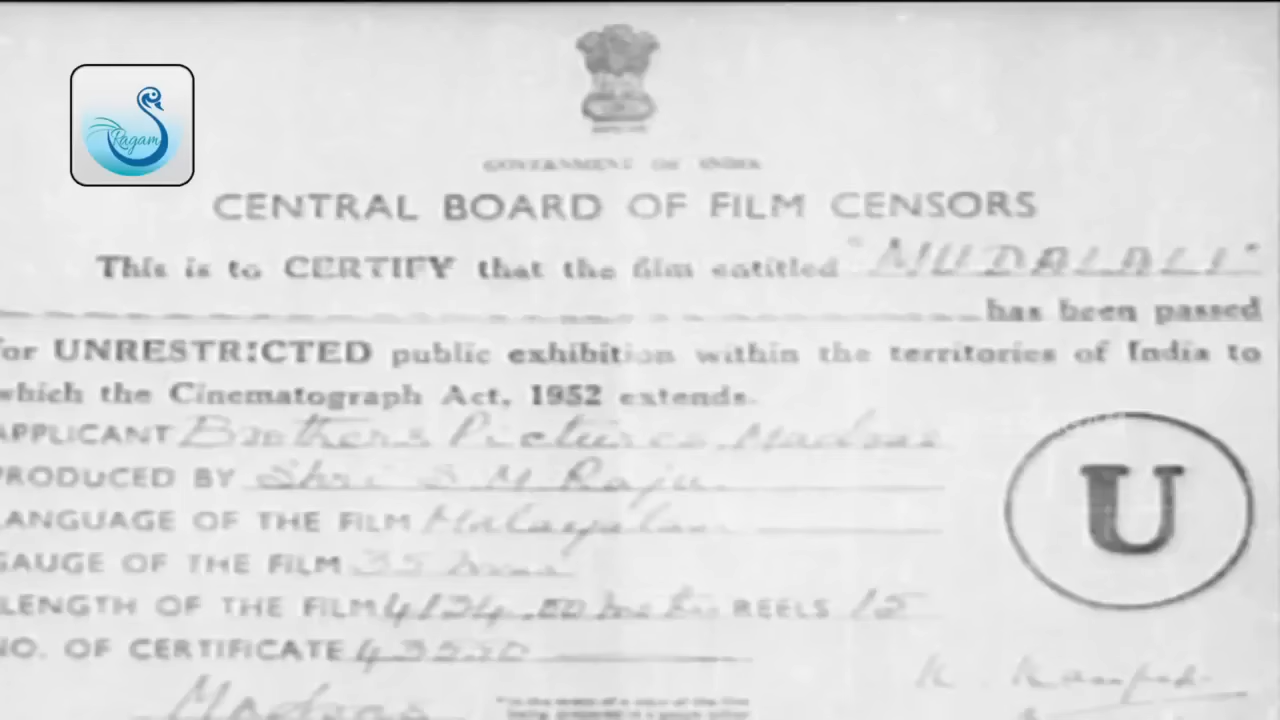 Ragam
GOVERNMENT OF INDIA
CENTRAL BOARD OF FILM CENSORS
This is to CERTIFY that the film entitled "MUDALALI"
has been passed
for UNRESTRICTED public exhibition within the territories of India to
which the Cinematograph Act, 1952 extends.
APPLICANT Brothers Pictures, Madras
PRODUCED BY Shri S M Raju
LANGUAGE OF THE FILM Malayalam
GAUGE OF THE FILM 35 mm
LENGTH OF THE FILM REELS 15
NO. OF CERTIFICATE
U
Madras
K.